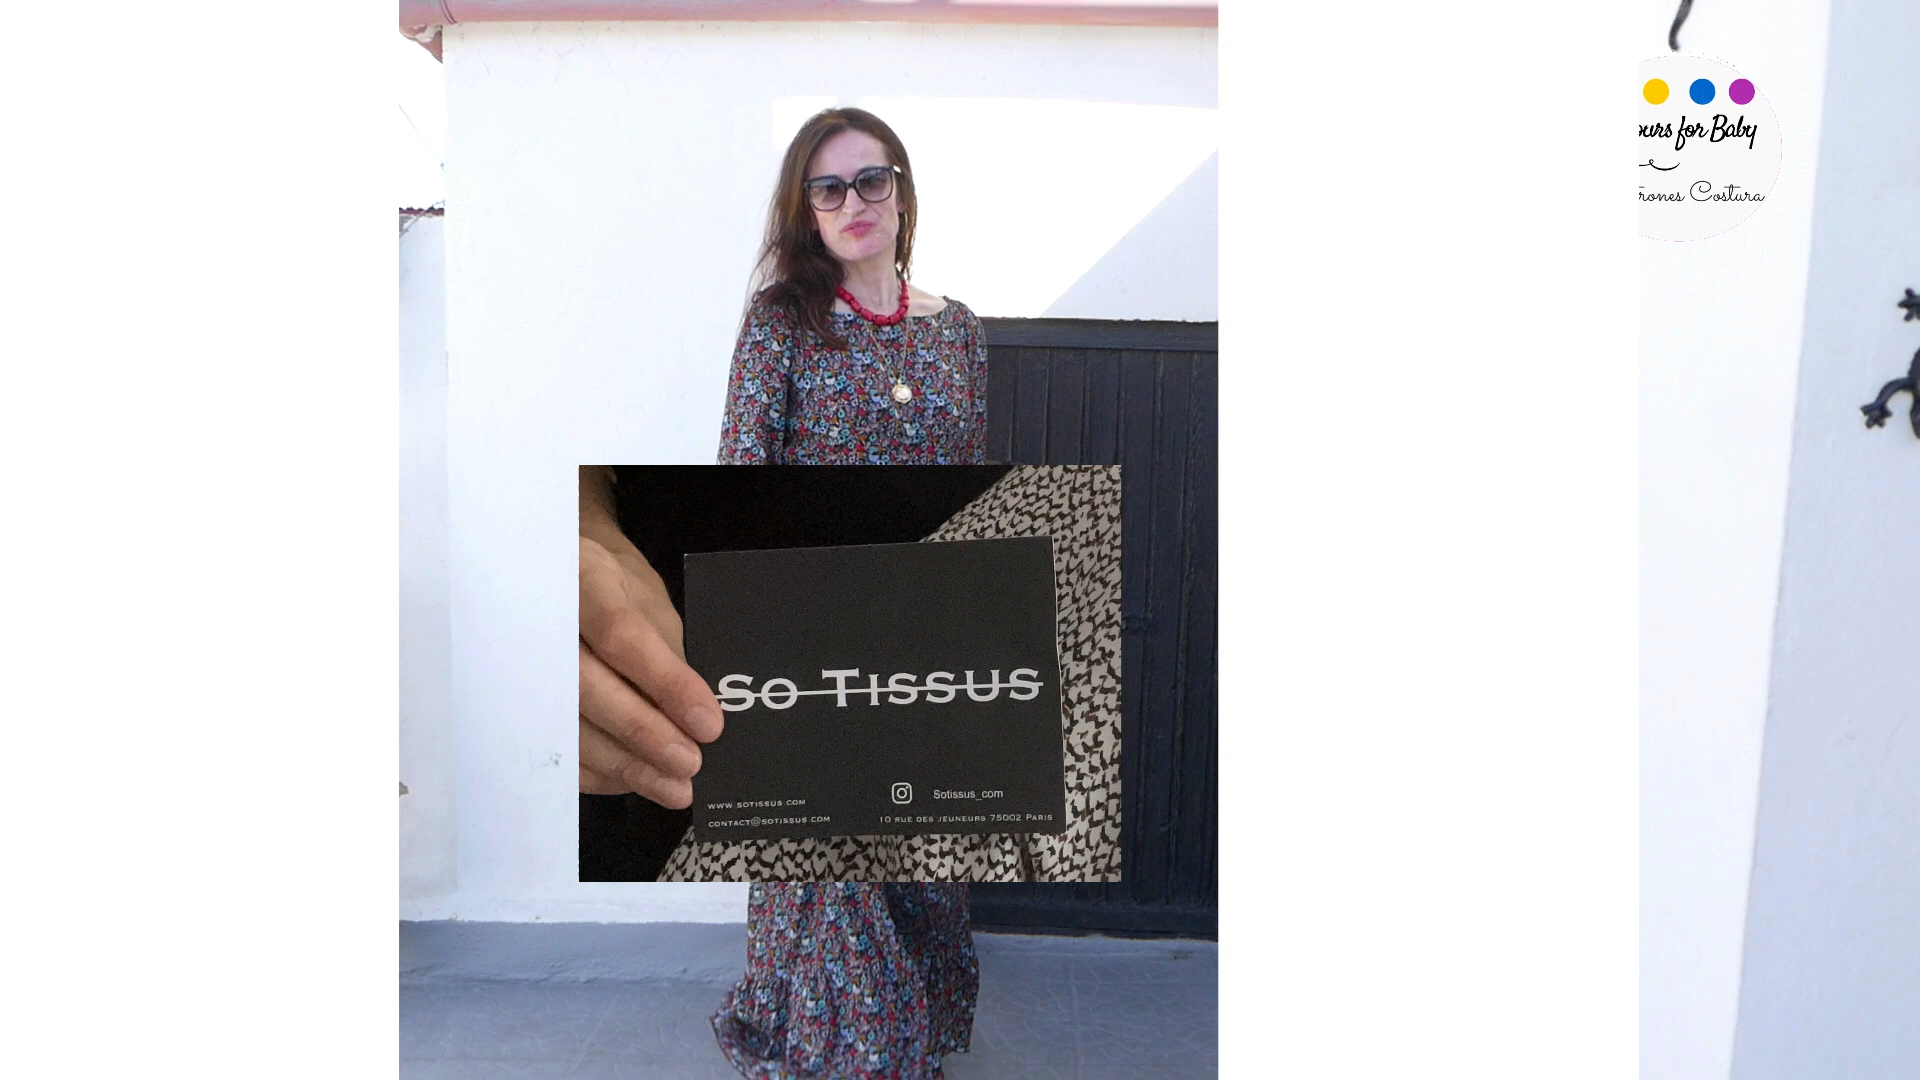 ours for Baby
rones Costura
So Tissus
www.sotissus.com
contact@sotissus.com
Sotissus_com
10 rue des Jeuneurs 75002 Paris